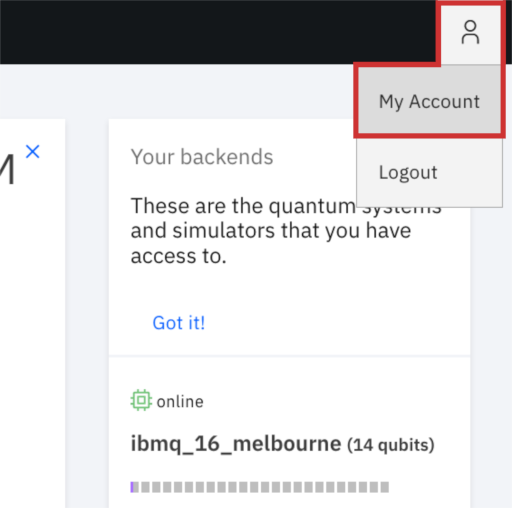 My Account
Logout
Your backends
These are the quantum systems
and simulators that you have
access to.
Got it!
online
ibmq_16_melbourne (14 qubits)